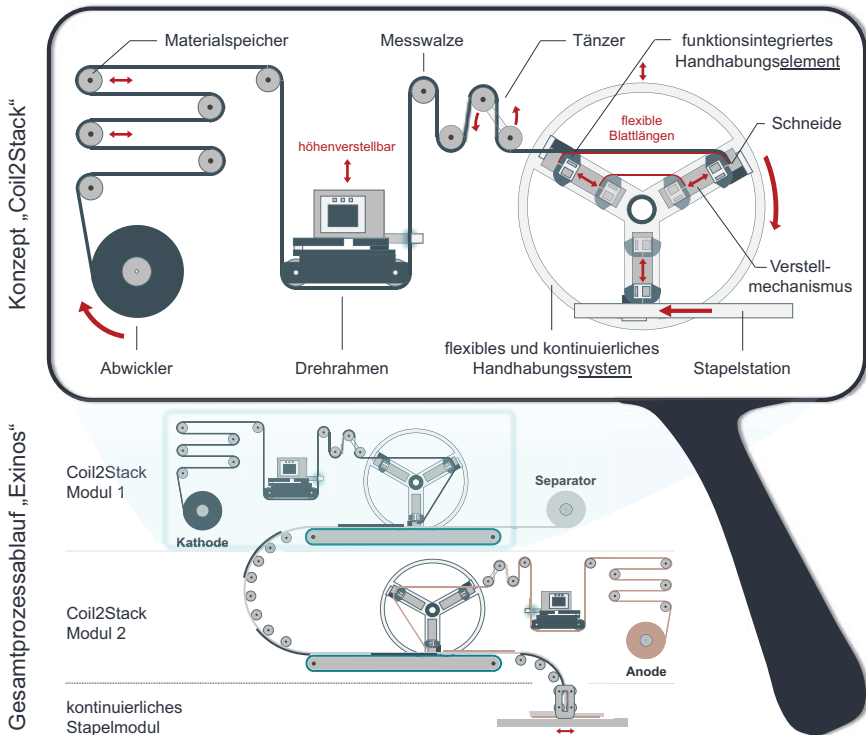 Konzept „Coil2Stack“
Materialspeicher
Messwalze
Tänzer
funktionsintegriertes
Handhabungselement
höhenverstellbar
flexible
Blattlängen
Schneide
Verstell-
mechanismus
Abwickler
Drehrahmen
flexibles und kontinuierliches
Handhabungssystem
Stapelstation
Gesamtprozessablauf „Exinos“
Coil2Stack
Modul 1
Kathode
Separator
Coil2Stack
Modul 2
Anode
kontinuierliches
Stapelmodul